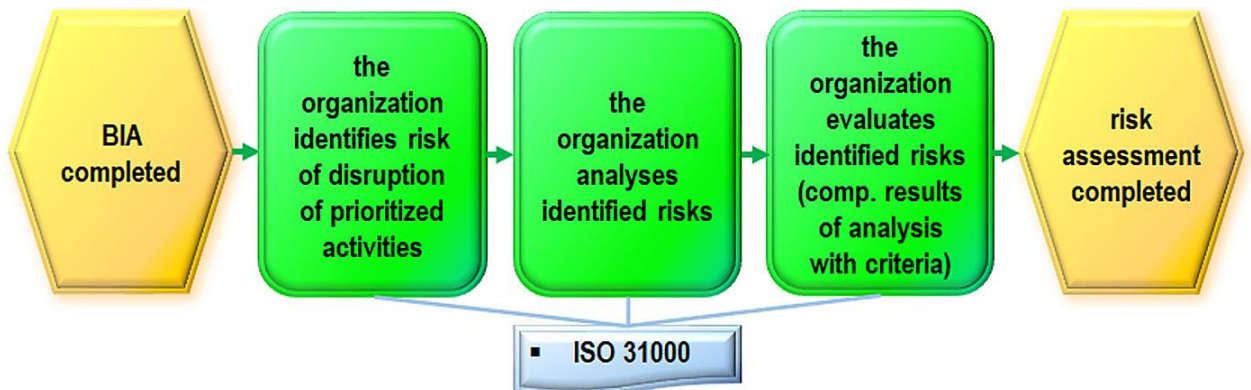 BIA
completed
the
organization
identifies risk
of disruption
of prioritized
activities
the
organization
analyses
identified risks
the
organization
evaluates
identified risks
(comp. results
of analysis
with criteria)
risk
assessment
completed
▪ ISO 31000